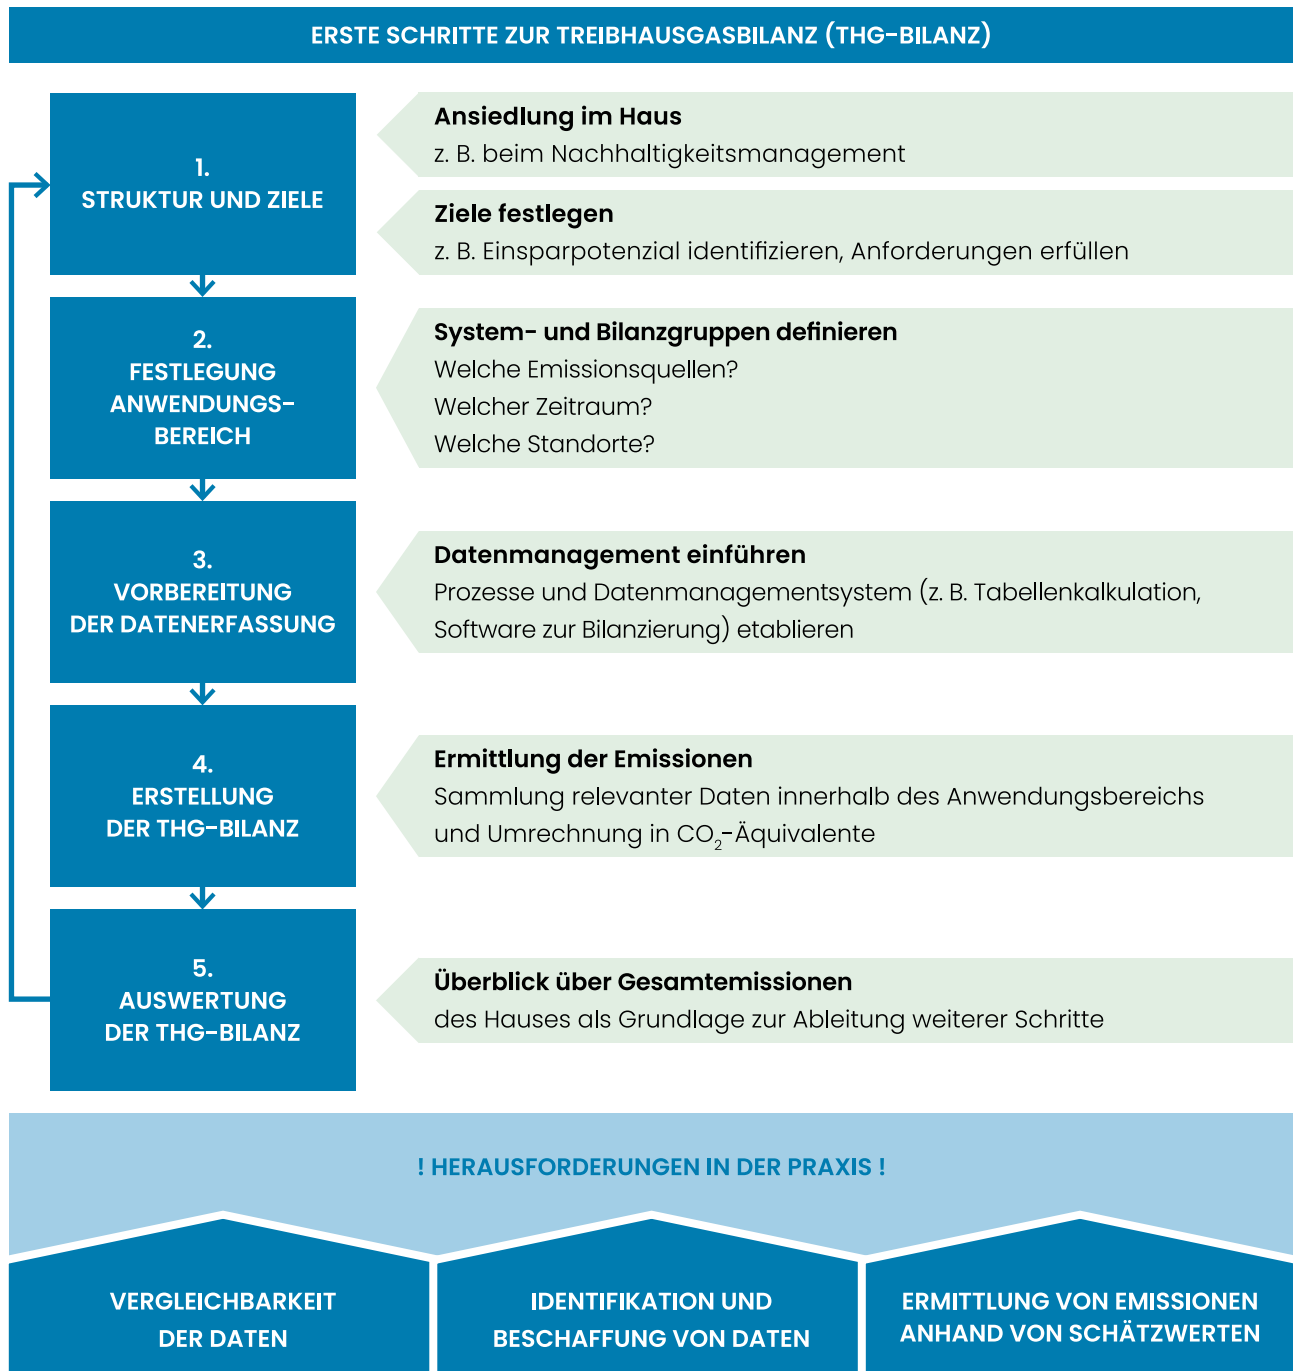 ERSTE SCHRITTE ZUR TREIBHAUSGASBILANZ (THG-BILANZ)
1.
STRUKTUR UND ZIELE
Ansiedlung im Haus
z. B. beim Nachhaltigkeitsmanagement
Ziele festlegen
z. B. Einsparpotenzial identifizieren, Anforderungen erfüllen
2.
FESTLEGUNG
ANWENDUNGS-
BEREICH
System- und Bilanzgruppen definieren
Welche Emissionsquellen?
Welcher Zeitraum?
Welche Standorte?
3.
VORBEREITUNG
DER DATENERFASSUNG
Datenmanagement einführen
Prozesse und Datenmanagementsystem (z. B. Tabellenkalkulation,
Software zur Bilanzierung) etablieren
4.
ERSTELLUNG
DER THG-BILANZ
Ermittlung der Emissionen
Sammlung relevanter Daten innerhalb des Anwendungsbereichs
und Umrechnung in CO₂-Äquivalente
5.
AUSWERTUNG
DER THG-BILANZ
Überblick über Gesamtemissionen
des Hauses als Grundlage zur Ableitung weiterer Schritte
! HERAUSFORDERUNGEN IN DER PRAXIS !
VERGLEICHBARKEIT
DER DATEN
IDENTIFIKATION UND
BESCHAFFUNG VON DATEN
ERMITTLUNG VON EMISSIONEN
ANHAND VON SCHÄTZWERTEN